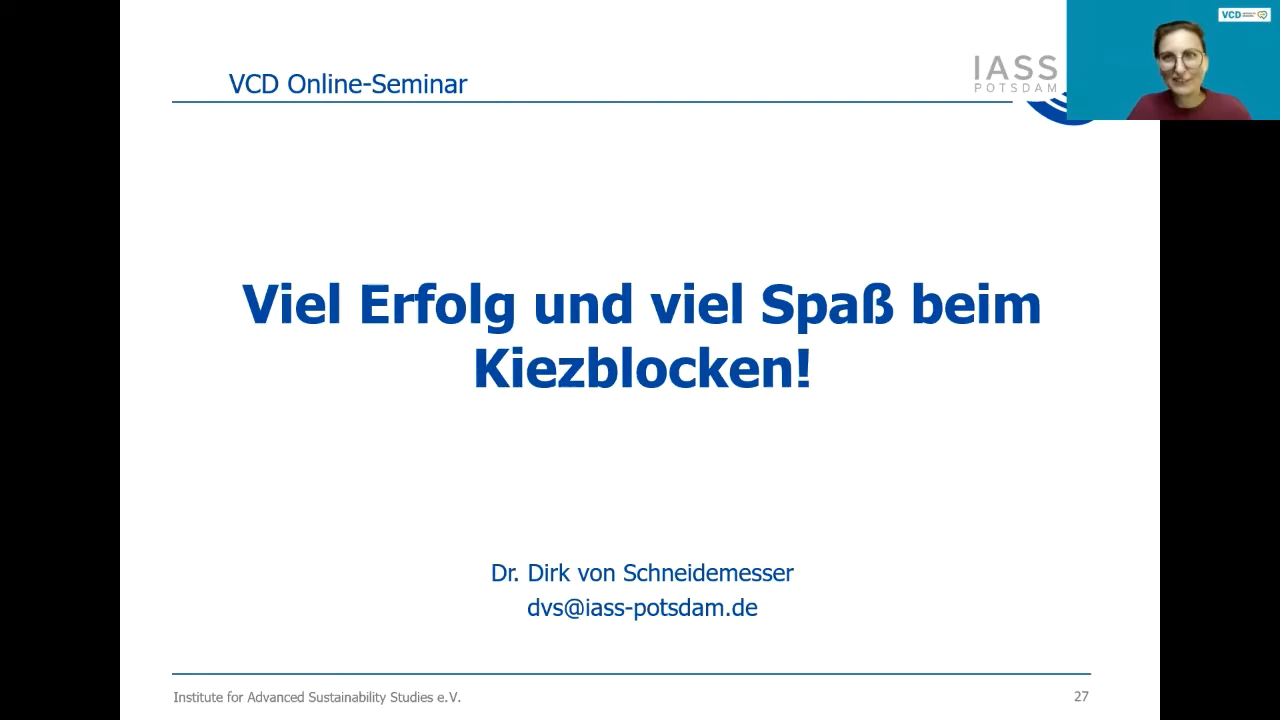 VCD Online-Seminar
IASS
POTSDAM
VCD
Viel Erfolg und viel Spaß beim
Kiezblocken!
Dr. Dirk von Schneidemesser
dvs@iass-potsdam.de
Institute for Advanced Sustainability Studies e.V.
27